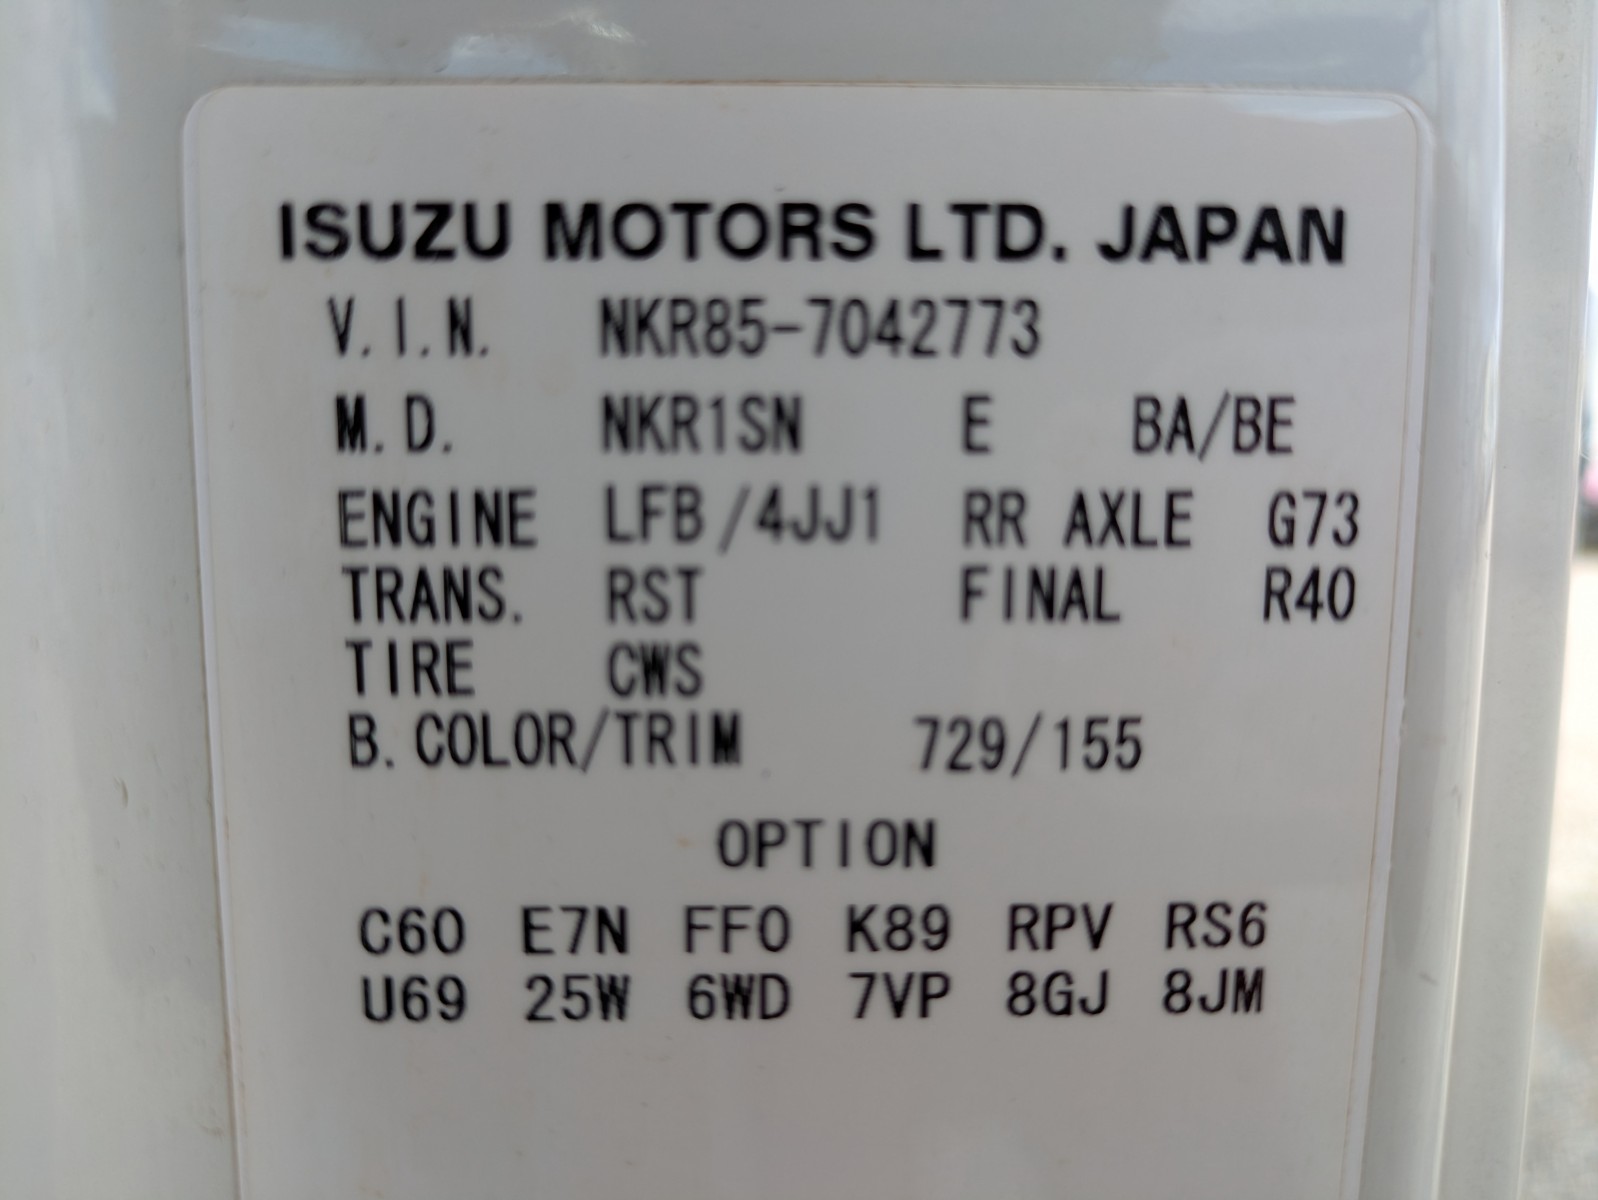 ISUZU MOTORS LTD. JAPAN
V.I.N. NKR85-7042773
M.D. NKR1SN E BA/BE
ENGINE LFB/4JJ1 RR AXLE G73
TRANS. RST FINAL R40
TIRE CWS
B.COLOR/TRIM 729/155
OPTION
C60 E7N FF0 K89 RPV RS6
U69 25W 6WD 7VP 8GJ 8JM